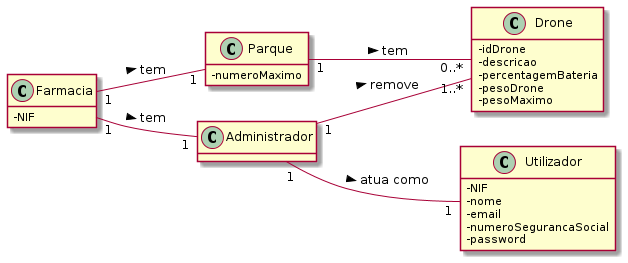 C Farmacia
-NIF
tem
1
1
tem
1
1
C Parque
-numeroMaximo
1
tem
0..*
C Administrador
1
remove
1..*
1
atua como
1
C Drone
-idDrone
-descricao
-percentagemBateria
-pesoDrone
-pesoMaximo
C Utilizador
-NIF
-nome
-email
-numeroSegurancaSocial
-password